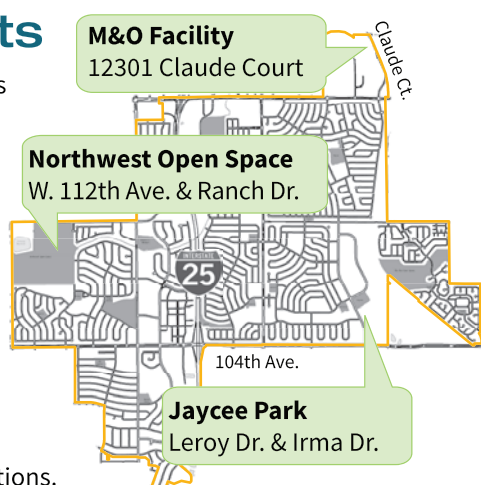 ts
M&O Facility
12301 Claude Court
Claude Ct.
s
Northwest Open Space
W. 112th Ave. & Ranch Dr.
INTERSTATE
25
104th Ave.
Jaycee Park
Leroy Dr. & Irma Dr.
tions.